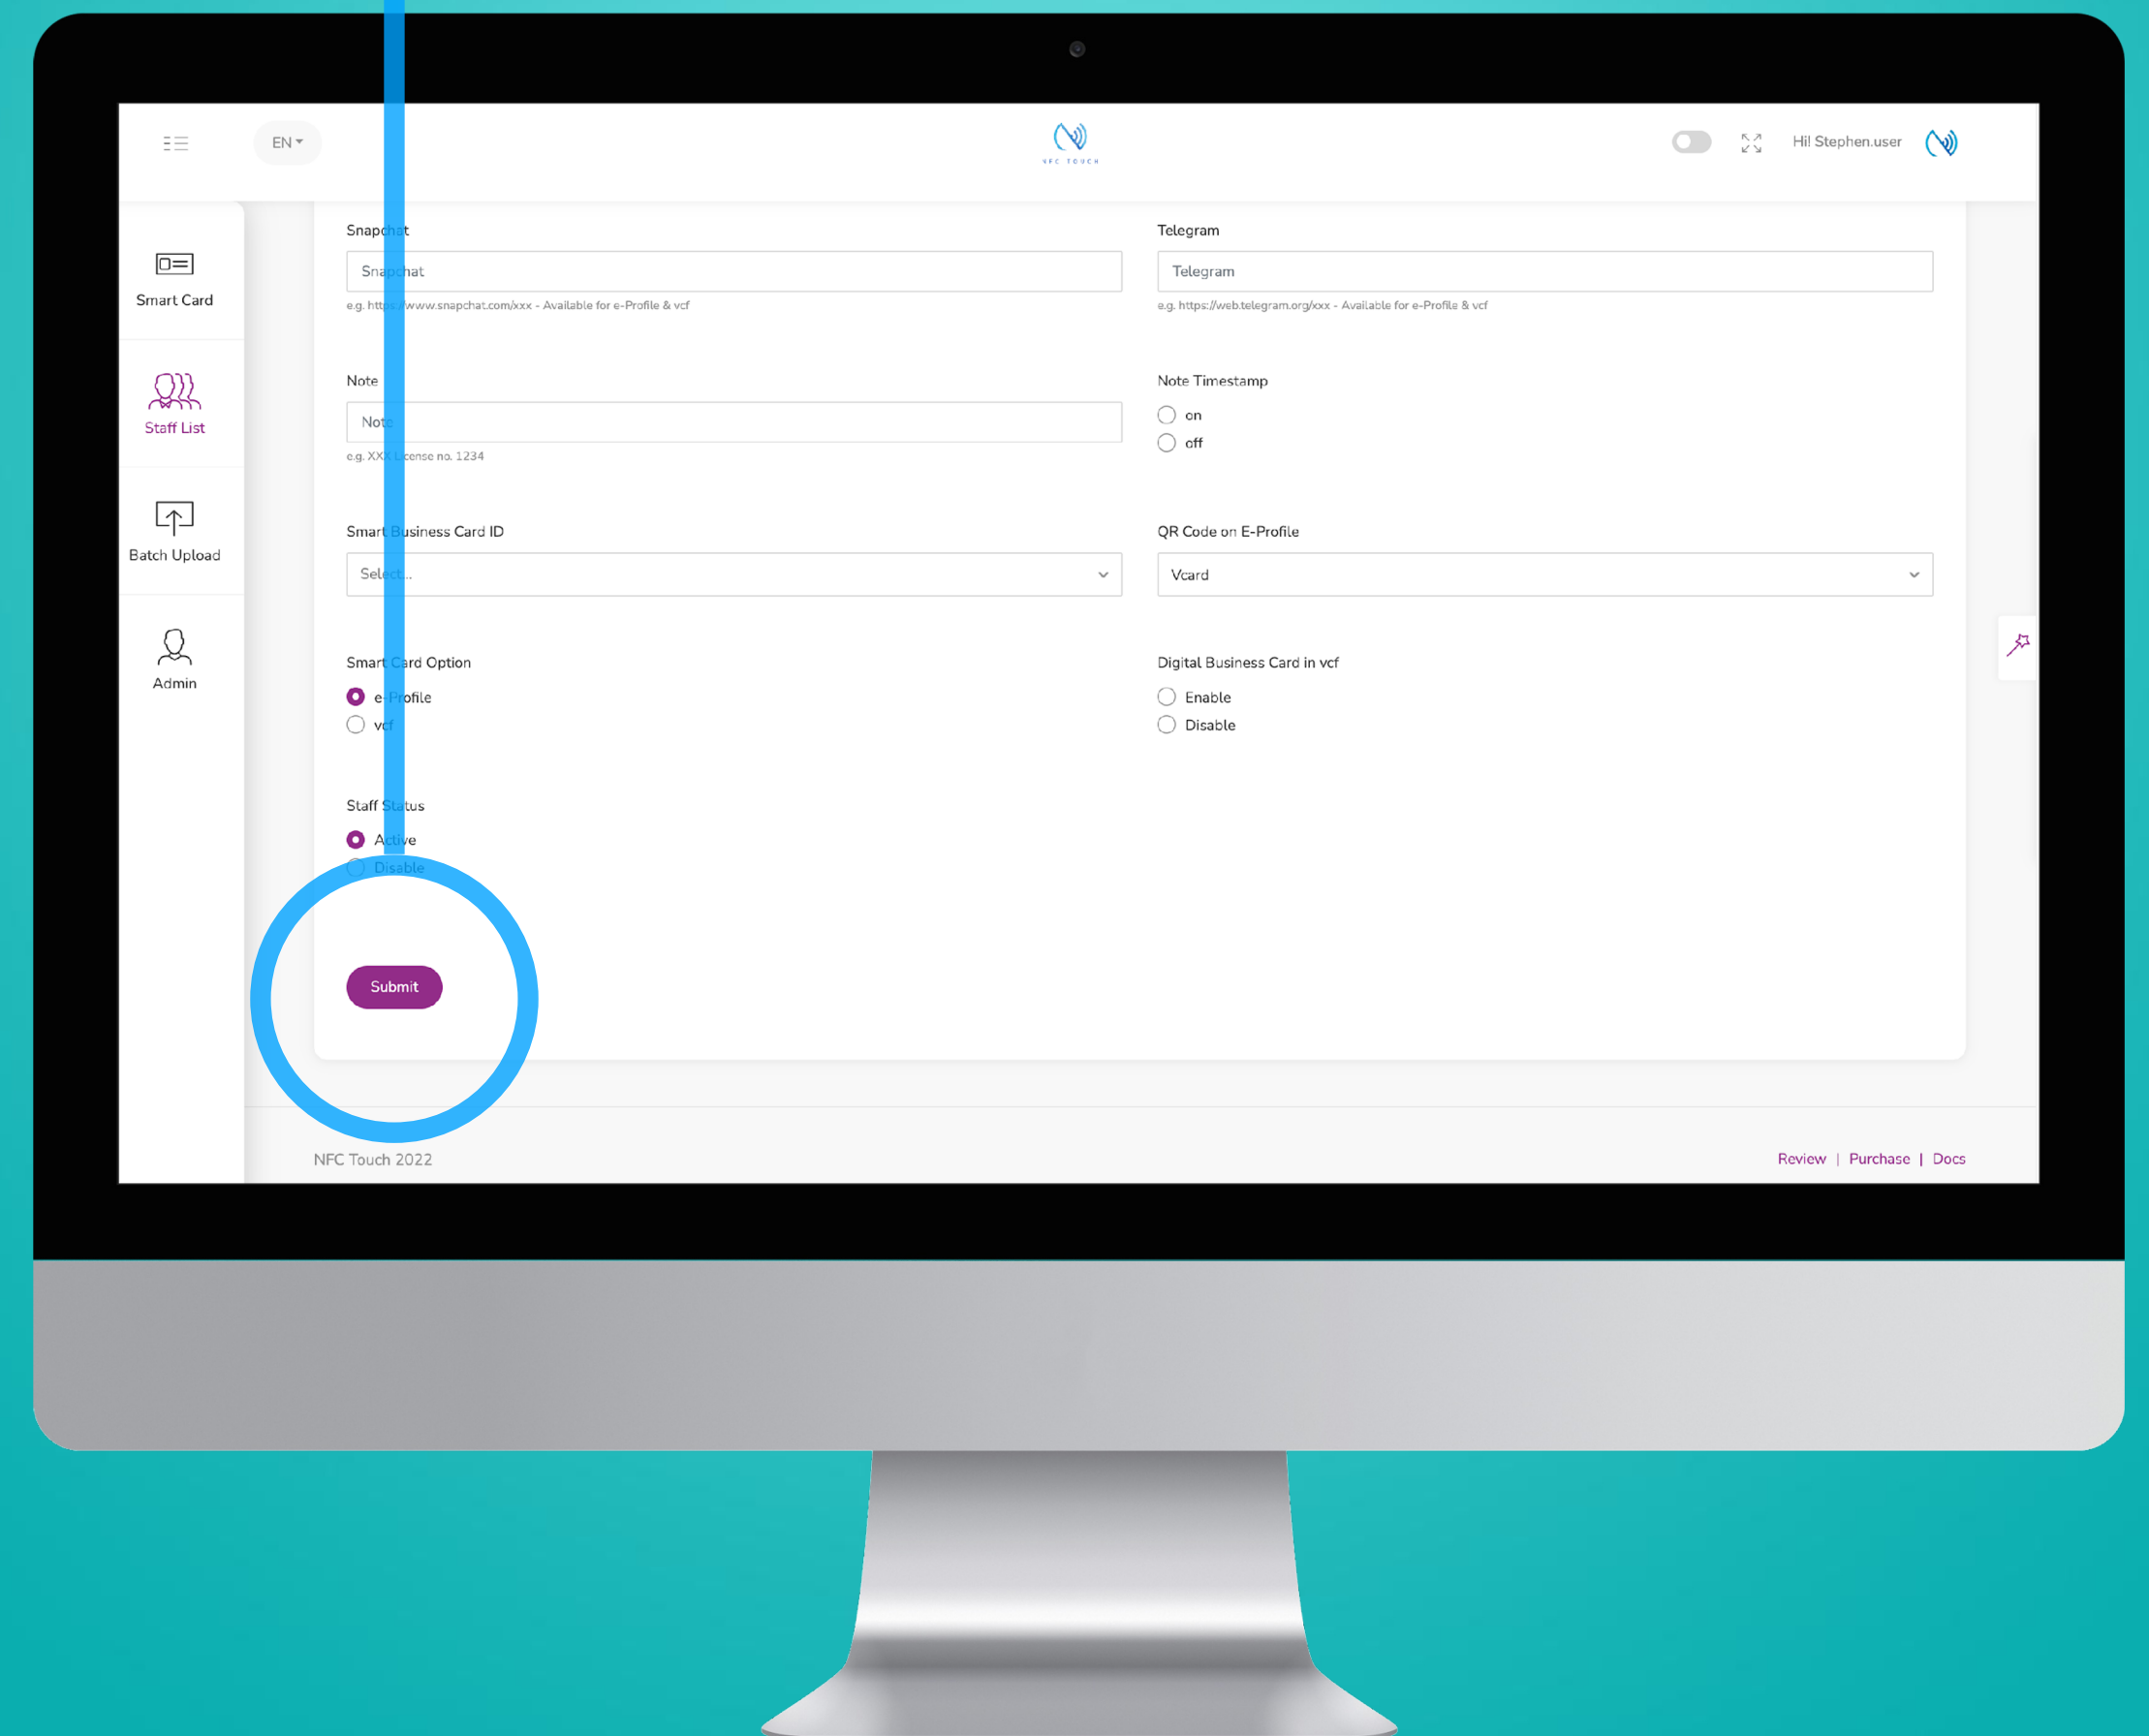 EN
NFC TOUCH
Hi! Stephen.user
Smart Card
Staff List
Batch Upload
Admin
Snapchat
Snapchat
e.g. https://www.snapchat.com/xxx - Available for e-Profile & vcf
Telegram
Telegram
e.g. https://web.telegram.org/xxx - Available for e-Profile & vcf
Note
Note
e.g. XXX License no. 1234
Note Timestamp
on
off
Smart Business Card ID
Select...
QR Code on E-Profile
Vcard
Smart Card Option
e-Profile
vcf
Digital Business Card in vcf
Enable
Disable
Staff Status
Active
Disable
Submit
NFC Touch 2022
Review | Purchase | Docs